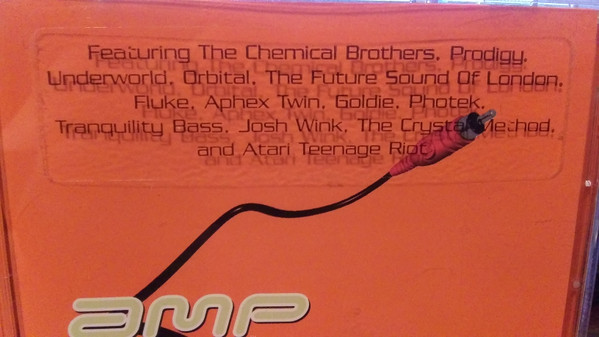 Featuring The Chemical Brothers, Prodigy,
Underworld, Orbital, The Future Sound Of London,
Fluke, Aphex Twin, Goldie, Photek,
Tranquility Bass, Josh Wink, The Crystal Method,
and Atari Teenage Riot
amp